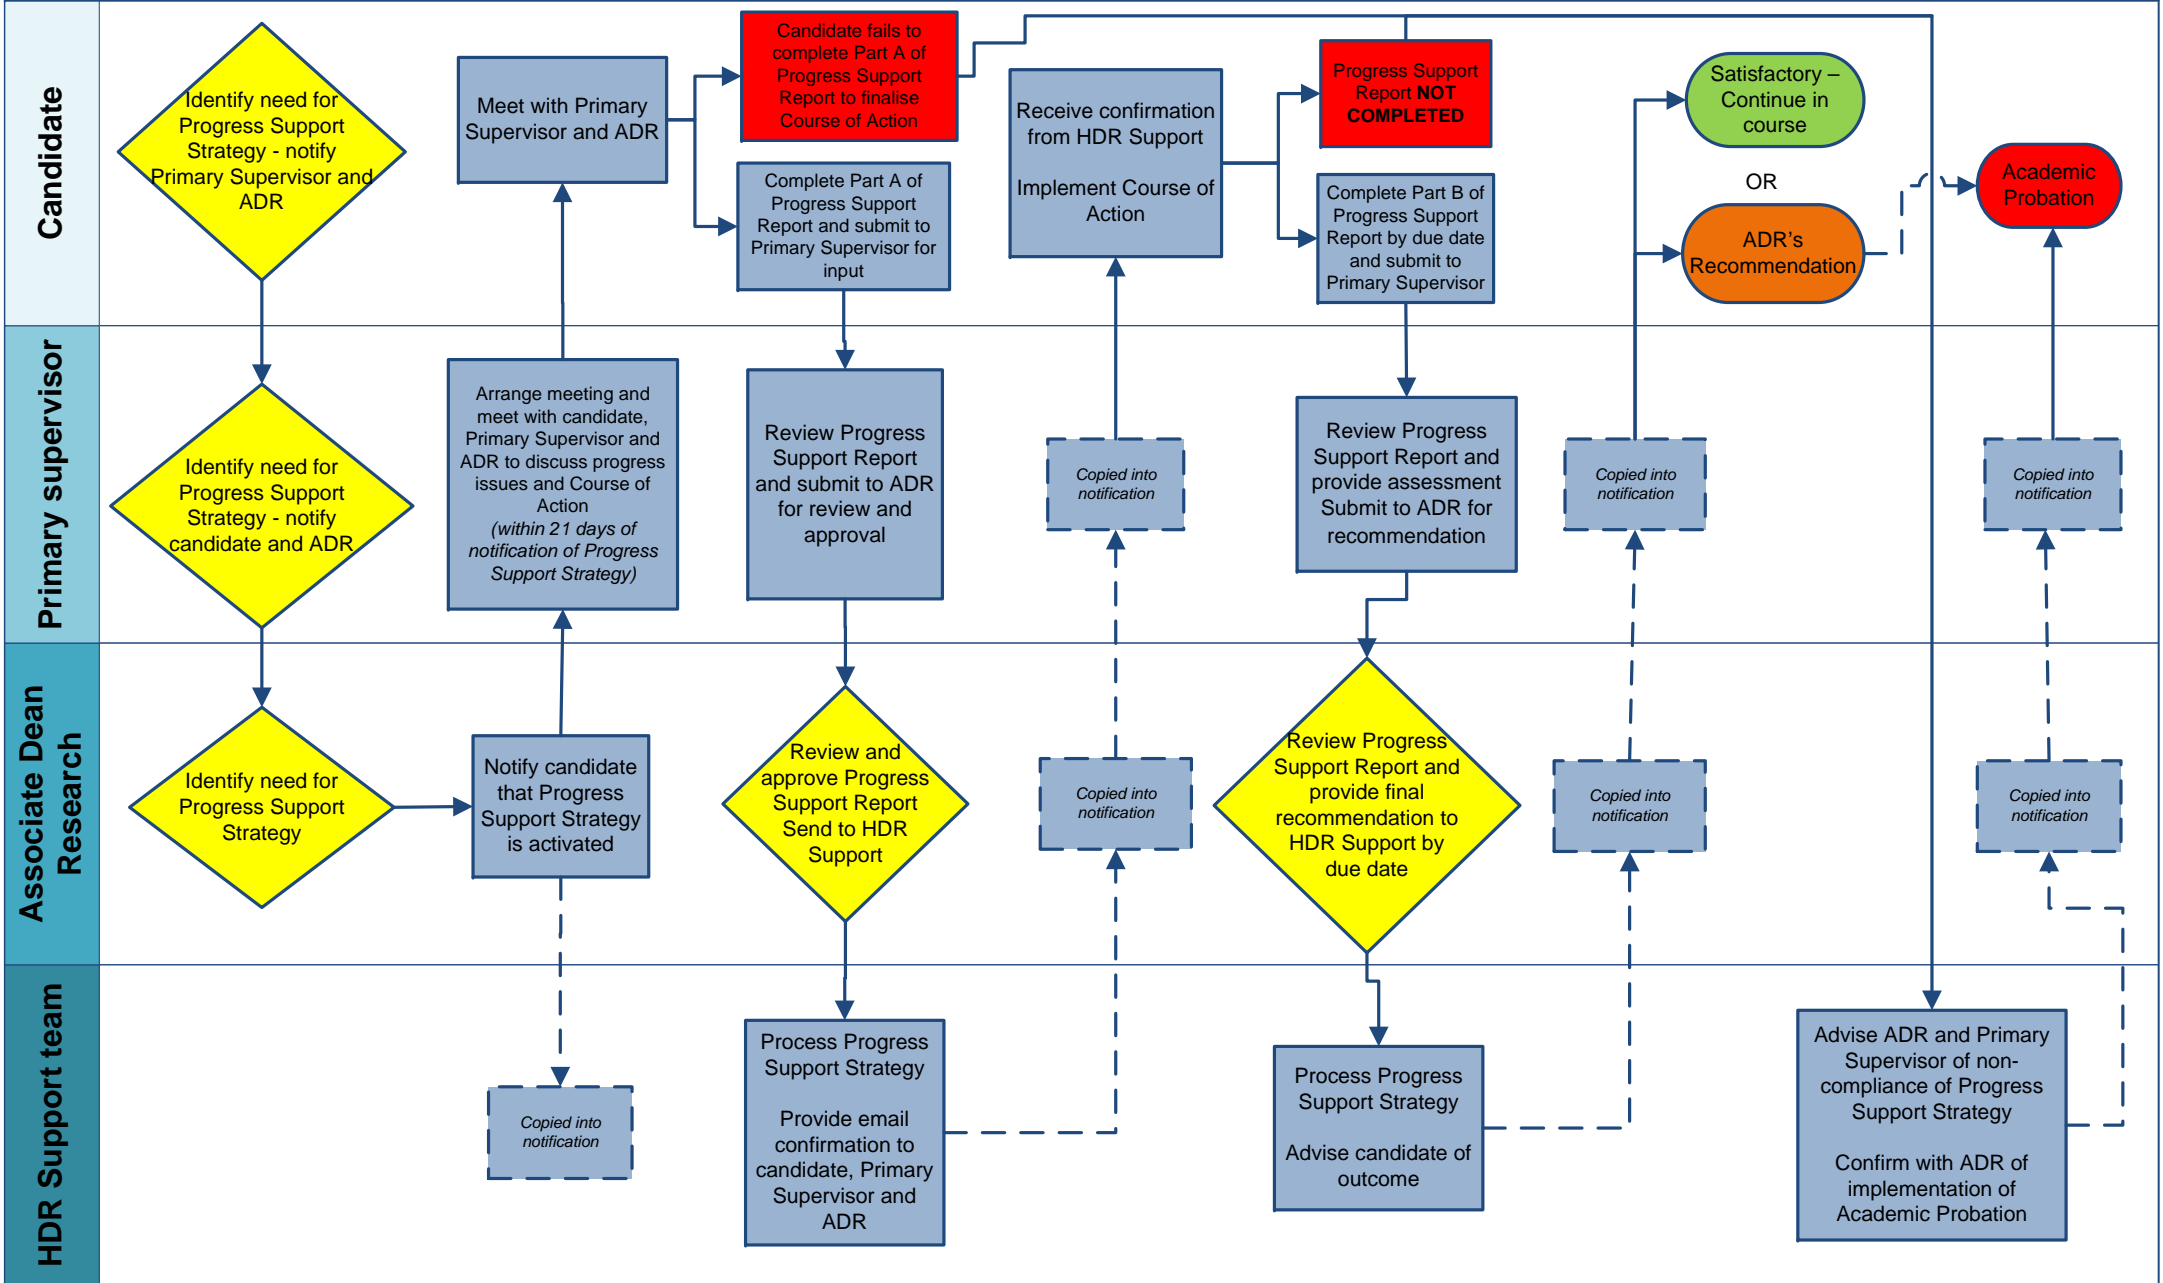 Candidate
Identify need for
Progress Support
Strategy - notify
Primary Supervisor and
ADR
Meet with Primary
Supervisor and ADR
Candidate fails to
complete Part A of
Progress Support
Report to finalise
Course of Action
Complete Part A of
Progress Support
Report and submit to
Primary Supervisor for
input
Receive confirmation
from HDR Support
Implement Course of
Action
Progress Support
Report NOT
COMPLETED
Complete Part B of
Progress Support
Report by due date
and submit to
Primary Supervisor
Satisfactory –
Continue in
course
OR
ADR's
Recommendation
Academic
Probation
Primary supervisor
Identify need for
Progress Support
Strategy - notify
candidate and ADR
Arrange meeting and
meet with candidate,
Primary Supervisor and
ADR to discuss progress
issues and Course of
Action
(within 21 days of
notification of Progress
Support Strategy)
Review Progress
Support Report
and submit to ADR
for review and
approval
Copied into
notification
Review Progress
Support Report and
provide assessment
Submit to ADR for
recommendation
Copied into
notification
Copied into
notification
Associate Dean
Research
Identify need for
Progress Support
Strategy
Notify candidate
that Progress
Support Strategy
is activated
Review and
approve Progress
Support Report
Send to HDR
Support
Copied into
notification
Review Progress
Support Report and
provide final
recommendation to
HDR Support by
due date
Copied into
notification
Copied into
notification
HDR Support team
Copied into
notification
Process Progress
Support Strategy
Provide email
confirmation to
candidate, Primary
Supervisor and
ADR
Process Progress
Support Strategy
Advise candidate of
outcome
Advise ADR and Primary
Supervisor of non-
compliance of Progress
Support Strategy
Confirm with ADR of
implementation of
Academic Probation